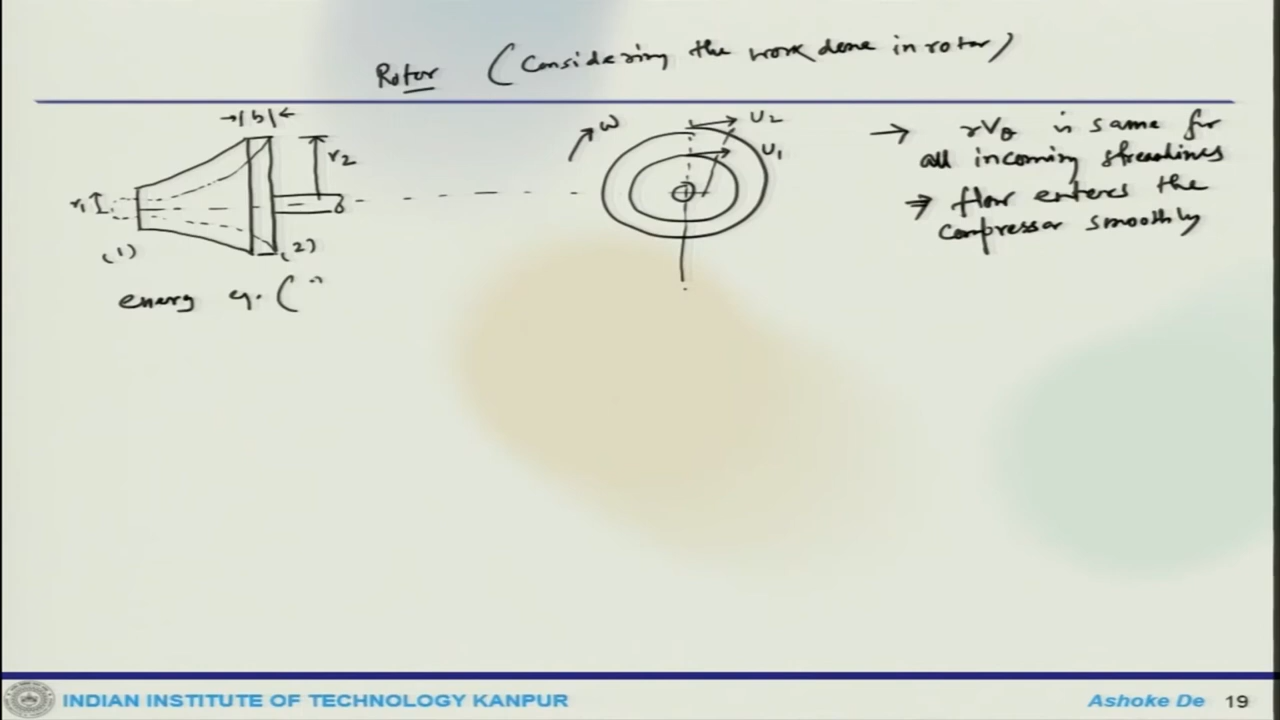 Rotor (Considering the work done in rotor)
→| b |←
r2
r1
(1)
(2)
ω
U2
U1
→ rVθ is same for
all incoming streamlines
⇒ flow enters the
compressor smoothly
energy eq. (
INDIAN INSTITUTE OF TECHNOLOGY KANPUR
Ashoke De 19